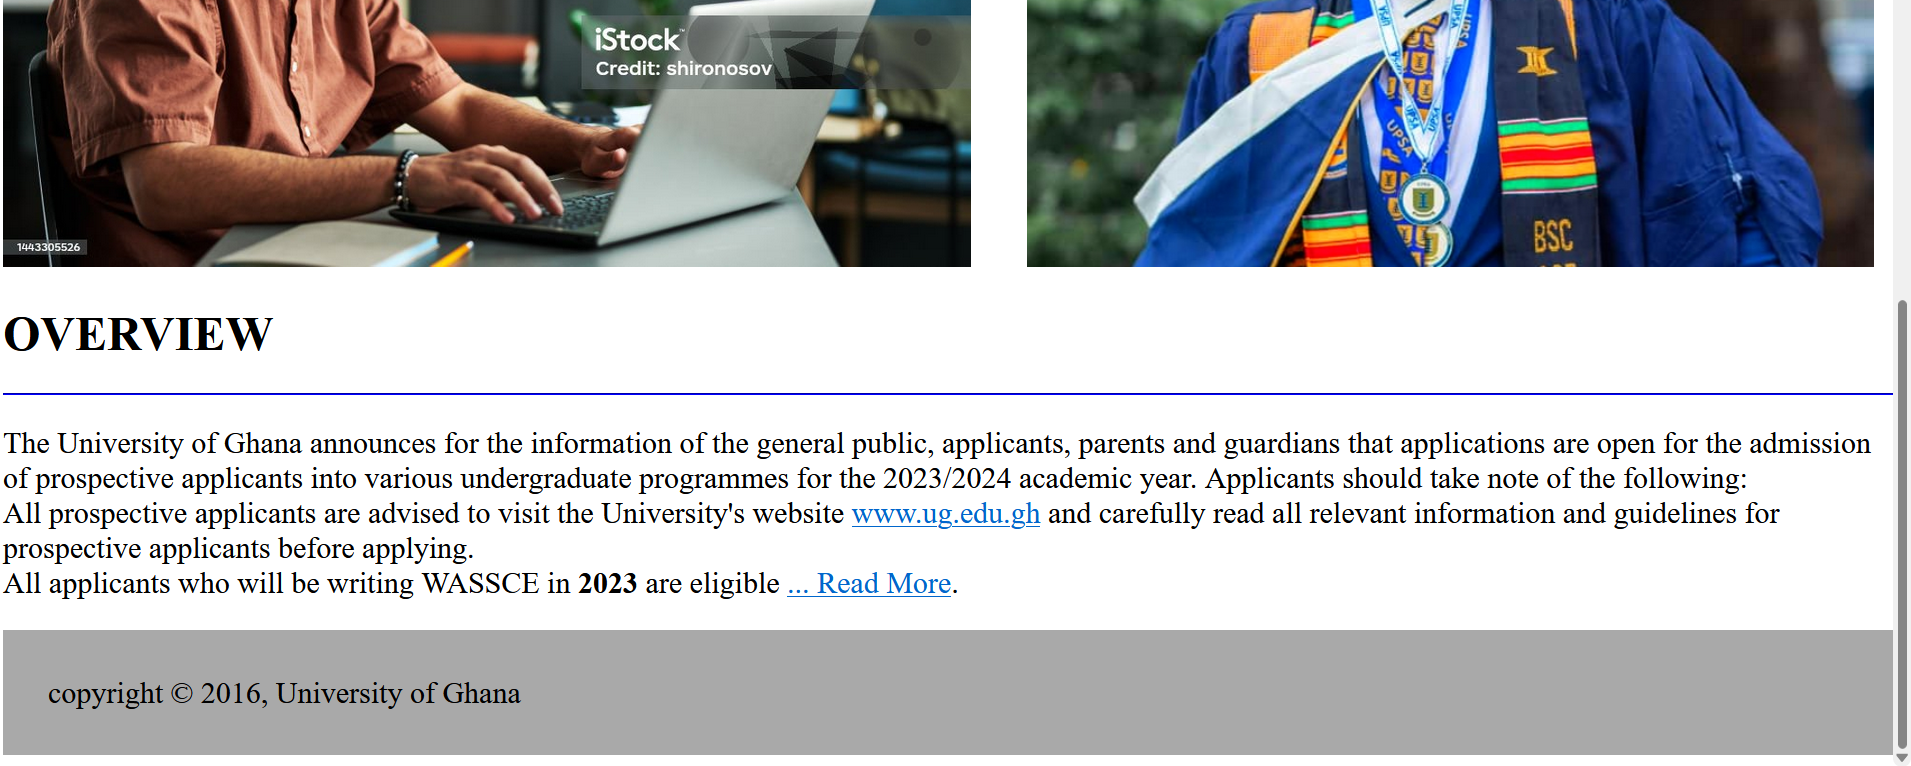 iStock™
Credit: shironosov
1443305526
UPSA
UPSA
UPSA
UPSA
UPSA
UPSA
BSC
OVERVIEW
The University of Ghana announces for the information of the general public, applicants, parents and guardians that applications are open for the admission
of prospective applicants into various undergraduate programmes for the 2023/2024 academic year. Applicants should take note of the following:
All prospective applicants are advised to visit the University's website www.ug.edu.gh and carefully read all relevant information and guidelines for
prospective applicants before applying.
All applicants who will be writing WASSCE in 2023 are eligible ... Read More.
copyright © 2016, University of Ghana